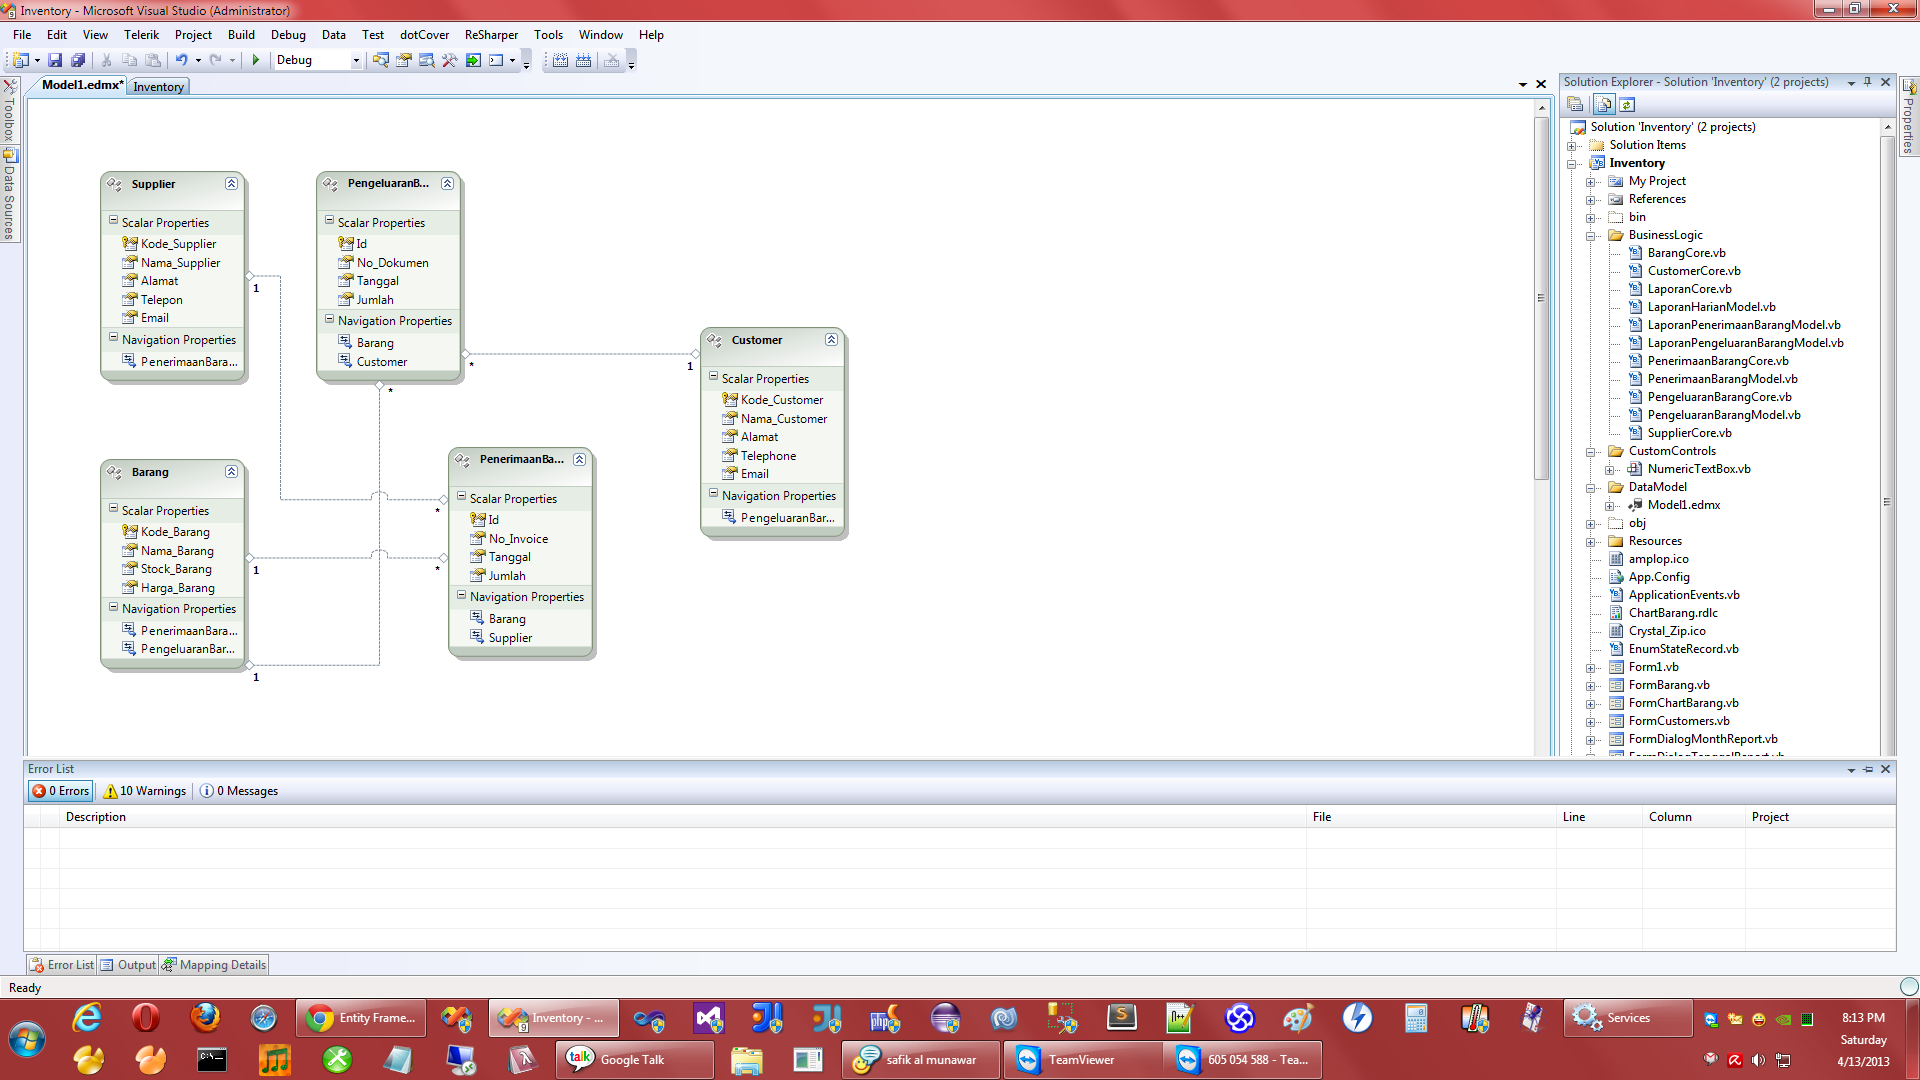 Inventory - Microsoft Visual Studio (Administrator)
File Edit View Telerik Project Build Debug Data Test dotCover ReSharper Tools Window Help
Debug
Model1.edmx* Inventory
Toolbox
Data Sources
Supplier
Scalar Properties
Kode_Supplier
Nama_Supplier
Alamat
Telepon
Email
Navigation Properties
PenerimaanBara...
1
PengeluaranB...
Scalar Properties
Id
No_Dokumen
Tanggal
Jumlah
Navigation Properties
Barang
Customer
*
*
1
Customer
Scalar Properties
Kode_Customer
Nama_Customer
Alamat
Telephone
Email
Navigation Properties
PengeluaranBar...
Barang
Scalar Properties
Kode_Barang
Nama_Barang
Stock_Barang
Harga_Barang
Navigation Properties
PenerimaanBara...
PengeluaranBar...
1
1
PenerimaanBa...
Scalar Properties
Id
No_Invoice
Tanggal
Jumlah
Navigation Properties
Barang
Supplier
*
*
Solution Explorer - Solution 'Inventory' (2 projects)
Solution 'Inventory' (2 projects)
Solution Items
Inventory
My Project
References
bin
BusinessLogic
BarangCore.vb
CustomerCore.vb
LaporanCore.vb
LaporanHarianModel.vb
LaporanPenerimaanBarangModel.vb
LaporanPengeluaranBarangModel.vb
PenerimaanBarangCore.vb
PenerimaanBarangModel.vb
PengeluaranBarangCore.vb
PengeluaranBarangModel.vb
SupplierCore.vb
CustomControls
NumericTextBox.vb
DataModel
Model1.edmx
obj
Resources
amplop.ico
App.Config
ApplicationEvents.vb
ChartBarang.rdlc
Crystal_Zip.ico
EnumStateRecord.vb
Form1.vb
FormBarang.vb
FormChartBarang.vb
FormCustomers.vb
FormDialogMonthReport.vb
FormDialogTanggalReport.vb
Properties
Error List
0 Errors 10 Warnings 0 Messages
Description File Line Column Project
Error List Output Mapping Details
Ready
Entity Frame... Inventory - ... Services
9
php
n++
S
8:13 PM
Saturday
4/13/2013
C:\_
talk Google Talk safik al munawar TeamViewer 605 054 588 - Tea...